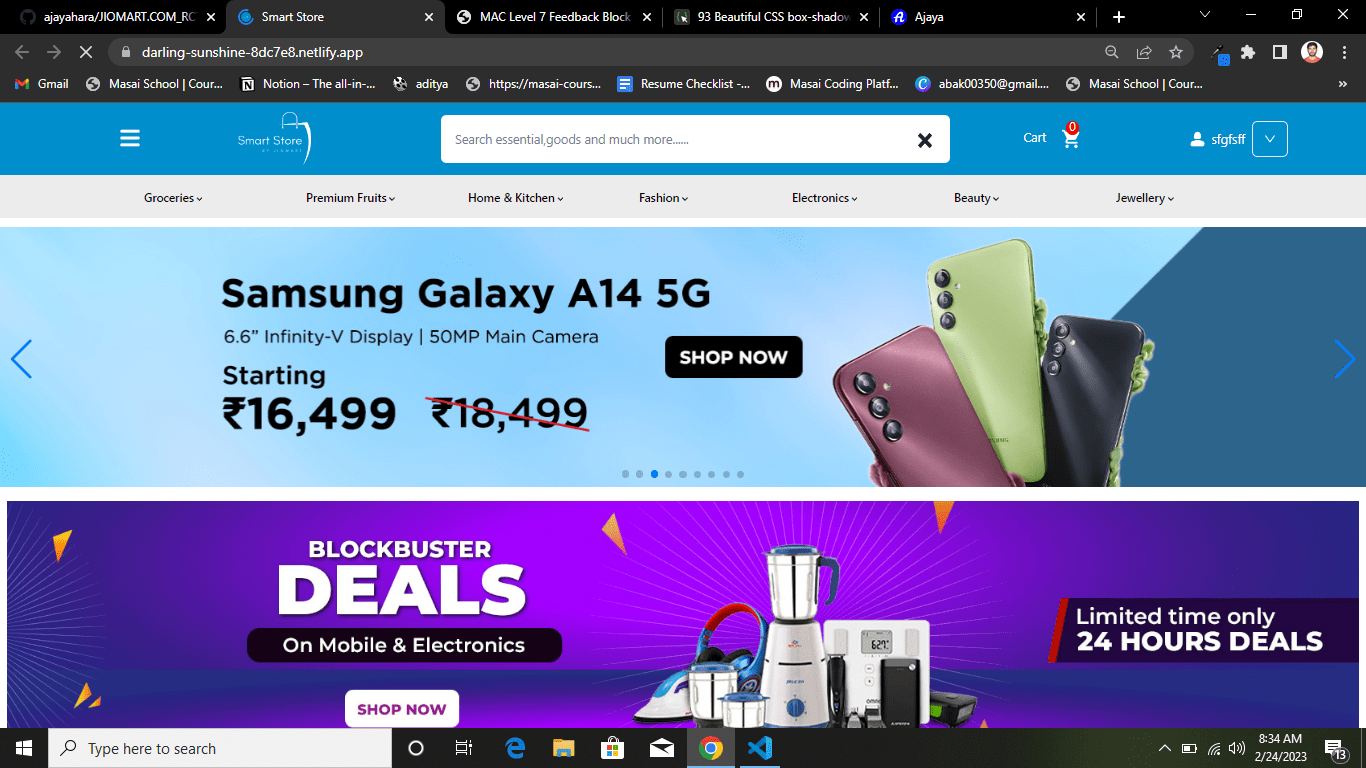 ajayahara/JIOMART.COM_RC
Smart Store
MAC Level 7 Feedback Block
93 Beautiful CSS box-shadow
Ajaya
darling-sunshine-8dc7e8.netlify.app
Gmail
Masai School | Cour...
Notion – The all-in-...
aditya
https://masai-cours...
Resume Checklist -...
Masai Coding Platf...
abak00350@gmail....
Masai School | Cour...
»
Smart Store
BY JIOMART
Search essential,goods and much more......
Cart
0
sfgfsff
Groceries
Premium Fruits
Home & Kitchen
Fashion
Electronics
Beauty
Jewellery
Samsung Galaxy A14 5G
6.6” Infinity-V Display | 50MP Main Camera
SHOP NOW
Starting
₹16,499 ₹18,499
SAMSUNG
BLOCKBUSTER
DEALS
On Mobile & Electronics
SHOP NOW
Limited time only
24 HOURS DEALS
Type here to search
8:34 AM
2/24/2023
13